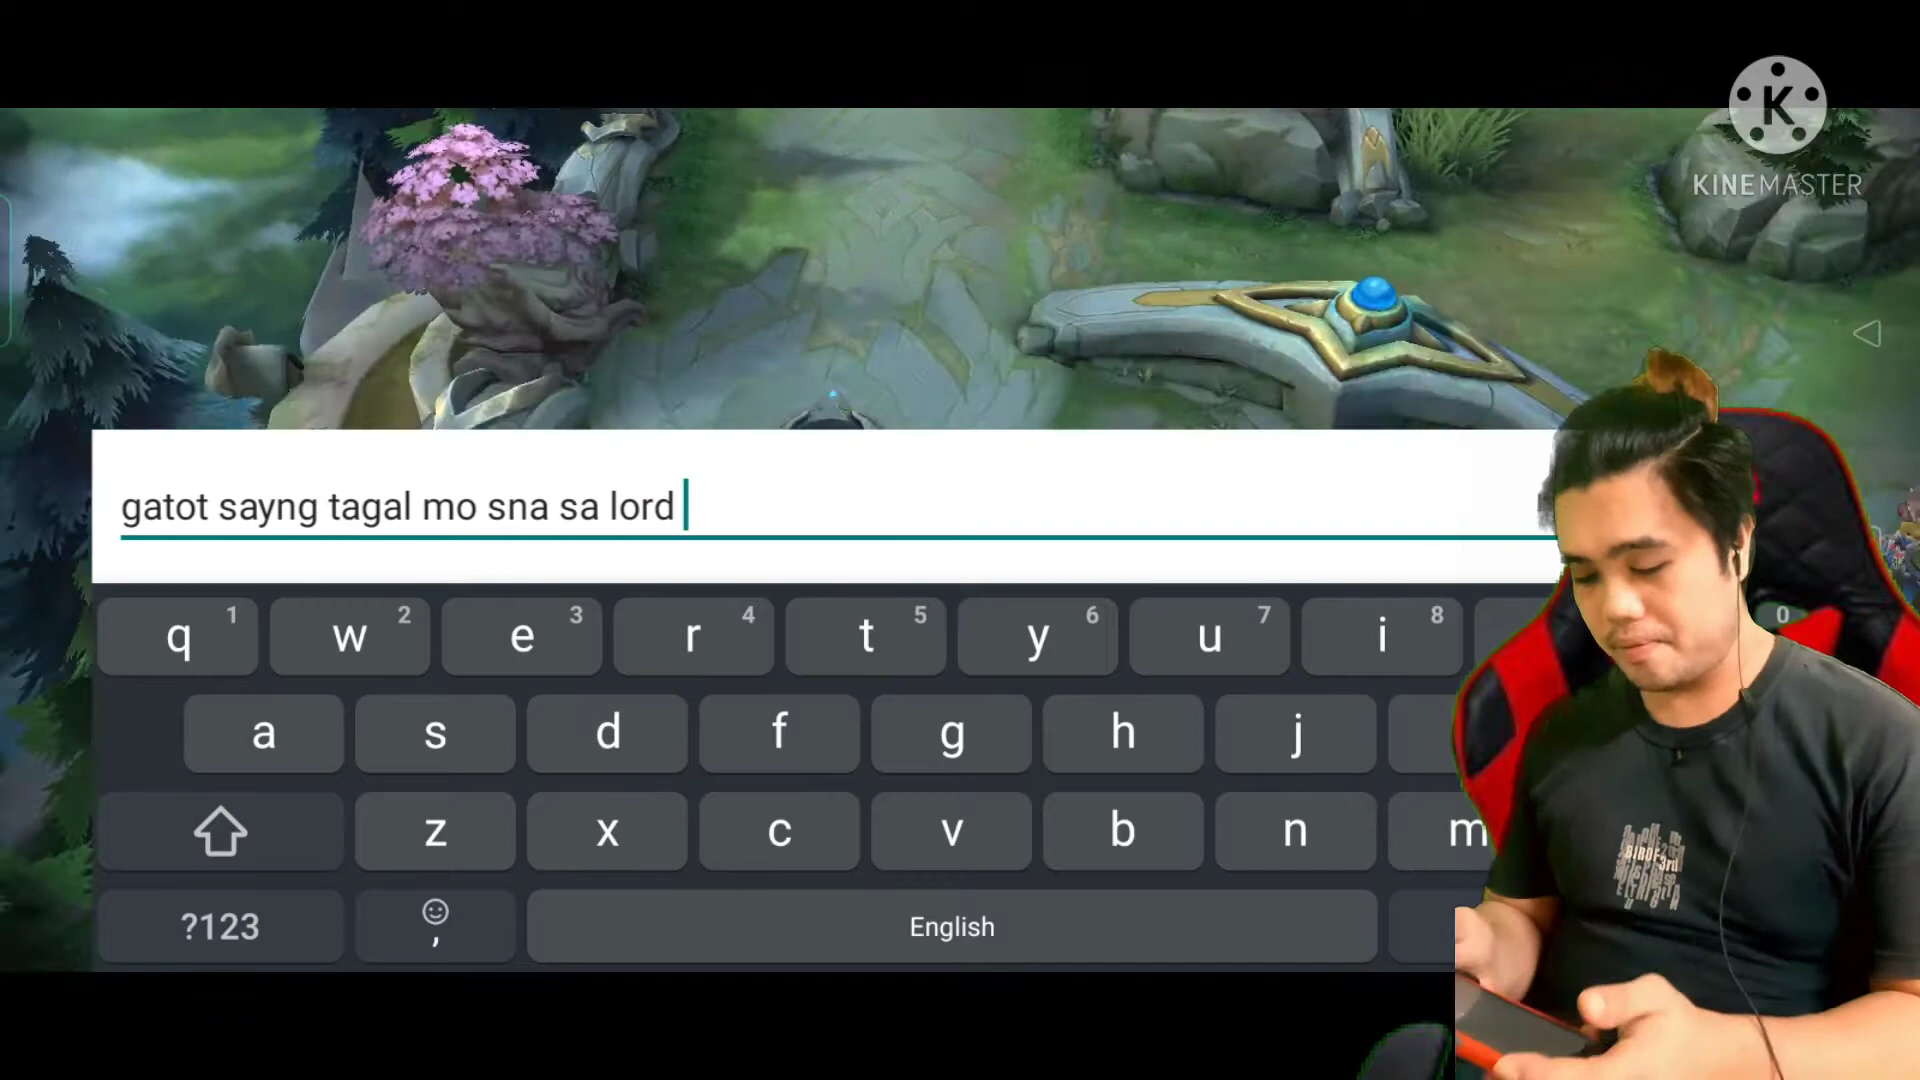 K
KINEMASTER
gatot sayng tagal mo sna sa lord
q 1 w 2 e 3 r 4 t 5 y 6 u 7 i 8 0
a s d f g h j
z x c v b n m
?123 , English
BIRDF3rd